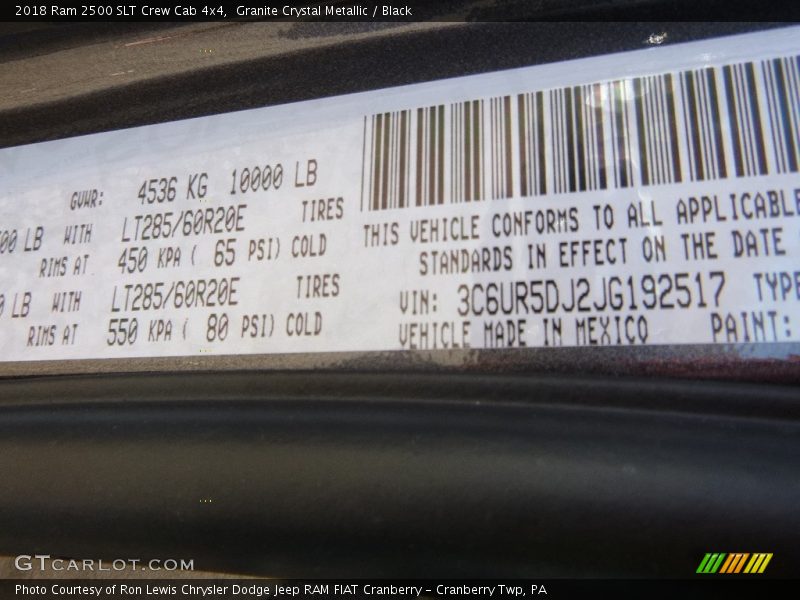 2018 Ram 2500 SLT Crew Cab 4x4,  Granite Crystal Metallic / Black
GVWR: 4536 KG 10000 LB
LB WITH LT285/60R20E TIRES
RIMS AT 450 KPA ( 65 PSI) COLD
LB WITH LT285/60R20E TIRES
RIMS AT 550 KPA ( 80 PSI) COLD
THIS VEHICLE CONFORMS TO ALL APPLICABLE
STANDARDS IN EFFECT ON THE DATE
VIN: 3C6UR5DJ2JG192517 TYPE
VEHICLE MADE IN MEXICO PAINT:
GTCARLOT.COM
Photo Courtesy of Ron Lewis Chrysler Dodge Jeep RAM FIAT Cranberry – Cranberry Twp, PA